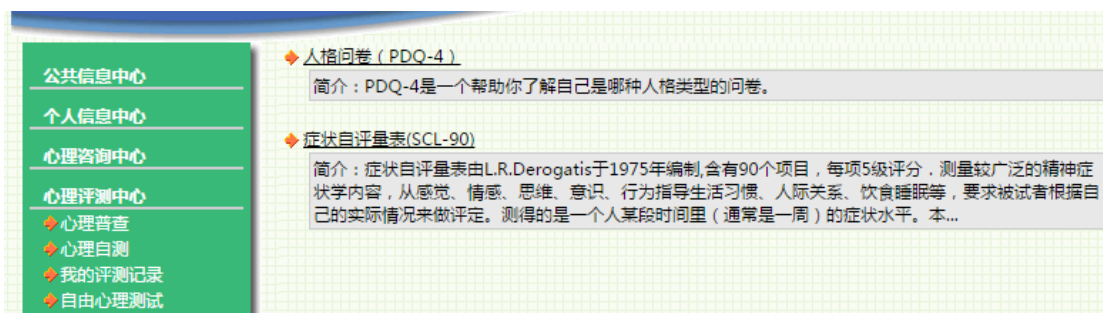 公共信息中心
个人信息中心
心理咨询中心
心理评测中心
心理普查
心理自测
我的评测记录
自由心理测试
人格问卷（PDQ-4）
简介：PDQ-4是一个帮助你了解自己是哪种人格类型的问卷。
症状自评量表(SCL-90)
简介：症状自评量表由L.R.Derogatis于1975年编制,含有90个项目，每项5级评分．测量较广泛的精神症
状学内容，从感觉、情感、思维、意识、行为指导生活习惯、人际关系、饮食睡眠等，要求被试者根据自
己的实际情况来做评定。测得的是一个人某段时间里（通常是一周）的症状水平。本...